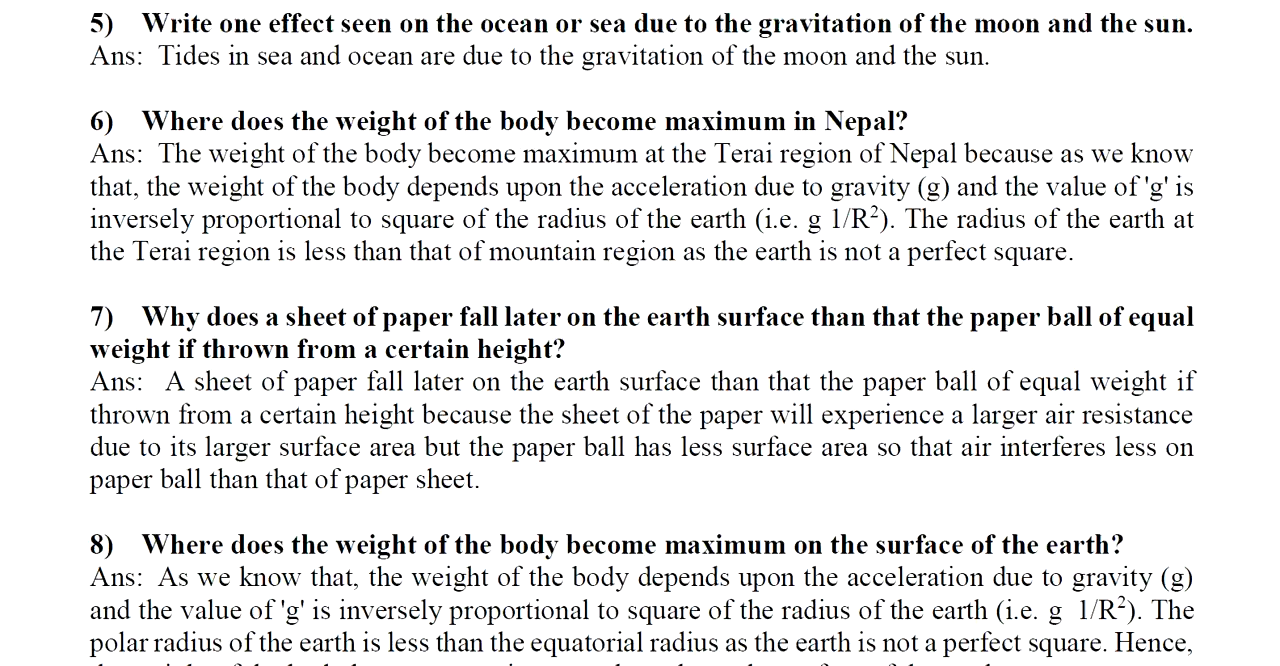 5) Write one effect seen on the ocean or sea due to the gravitation of the moon and the sun.
Ans: Tides in sea and ocean are due to the gravitation of the moon and the sun.
6) Where does the weight of the body become maximum in Nepal?
Ans: The weight of the body become maximum at the Terai region of Nepal because as we know
that, the weight of the body depends upon the acceleration due to gravity (g) and the value of 'g' is
inversely proportional to square of the radius of the earth (i.e. g 1/R²). The radius of the earth at
the Terai region is less than that of mountain region as the earth is not a perfect square.
7) Why does a sheet of paper fall later on the earth surface than that the paper ball of equal
weight if thrown from a certain height?
Ans: A sheet of paper fall later on the earth surface than that the paper ball of equal weight if
thrown from a certain height because the sheet of the paper will experience a larger air resistance
due to its larger surface area but the paper ball has less surface area so that air interferes less on
paper ball than that of paper sheet.
8) Where does the weight of the body become maximum on the surface of the earth?
Ans: As we know that, the weight of the body depends upon the acceleration due to gravity (g)
and the value of 'g' is inversely proportional to square of the radius of the earth (i.e. g 1/R²). The
polar radius of the earth is less than the equatorial radius as the earth is not a perfect square. Hence,